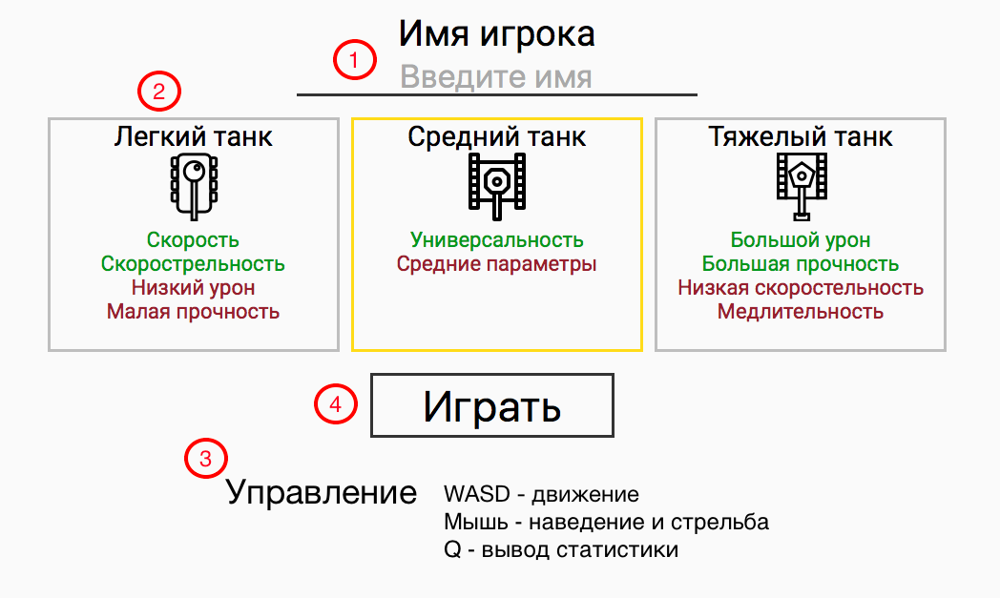 Имя игрока
1
Введите имя
2
Легкий танк
Скорость
Скорострельность
Низкий урон
Малая прочность
Средний танк
Универсальность
Средние параметры
Тяжелый танк
Большой урон
Большая прочность
Низкая скоростельность
Медлительность
4
Играть
3
Управление
WASD - движение
Мышь - наведение и стрельба
Q - вывод статистики